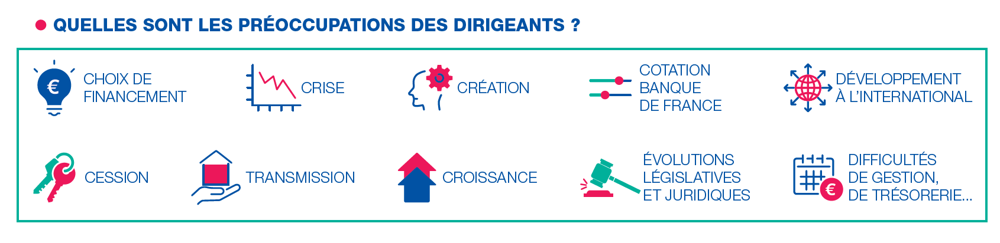 QUELLES SONT LES PRÉOCCUPATIONS DES DIRIGEANTS ?
€
CHOIX DE
FINANCEMENT
CRISE
CRÉATION
COTATION
BANQUE
DE FRANCE
DÉVELOPPEMENT
À L'INTERNATIONAL
CESSION
TRANSMISSION
CROISSANCE
ÉVOLUTIONS
LÉGISLATIVES
ET JURIDIQUES
€
DIFFICULTÉS
DE GESTION,
DE TRÉSORERIE...